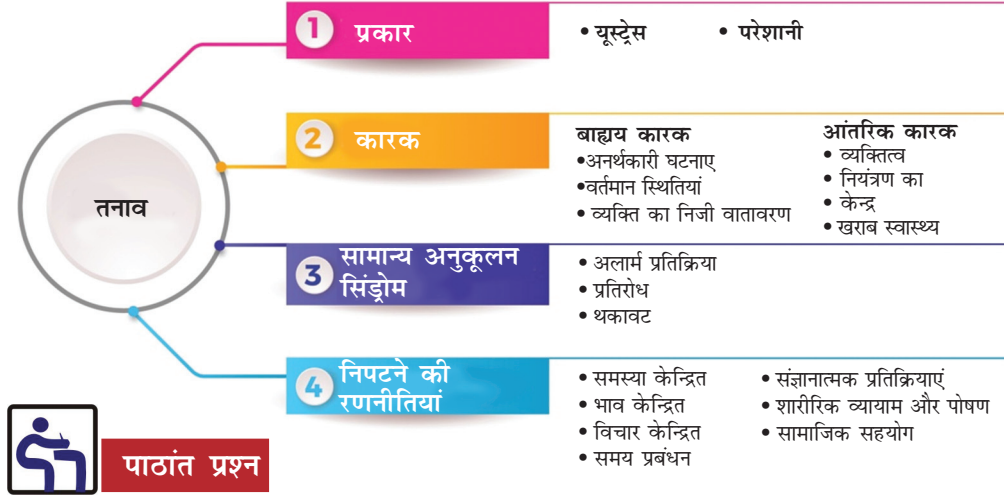 तनाव
1 प्रकार
• यूस्ट्रेस • परेशानी
2 कारक
बाह्यय कारक
•अनर्थकारी घटनाए
•वर्तमान स्थितियां
• व्यक्ति का निजी वातावरण
आंतरिक कारक
• व्यक्तित्व
• नियंत्रण का
• केन्द्र
• खराब स्वास्थ्य
3 सामान्य अनुकूलन
सिंड्रोम
• अलार्म प्रतिक्रिया
• प्रतिरोध
• थकावट
4 निपटने की
रणनीतियां
• समस्या केन्द्रित
• भाव केन्द्रित
• विचार केन्द्रित
• समय प्रबंधन
• संज्ञानात्मक प्रतिक्रियाएं
• शारीरिक व्यायाम और पोषण
• सामाजिक सहयोग
पाठांत प्रश्न